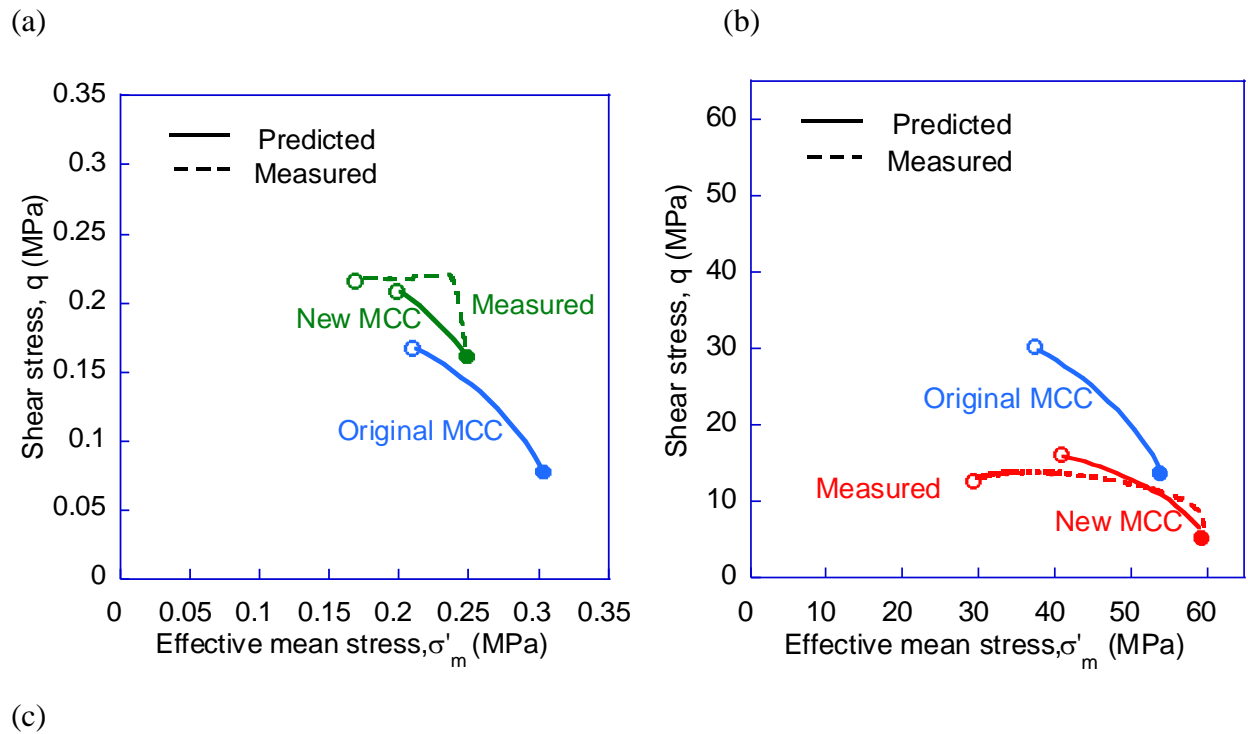 (a)
(b)
0.35
0.3
0.25
0.2
0.15
0.1
0.05
0
Shear stress, q (MPa)
Predicted
Measured
Measured
New MCC
Original MCC
0 0.05 0.1 0.15 0.2 0.25 0.3 0.35
Effective mean stress,σ'm (MPa)
60
50
40
30
20
10
0
Shear stress, q (MPa)
Predicted
Measured
Original MCC
Measured
New MCC
0 10 20 30 40 50 60
Effective mean stress,σ'm (MPa)
(c)